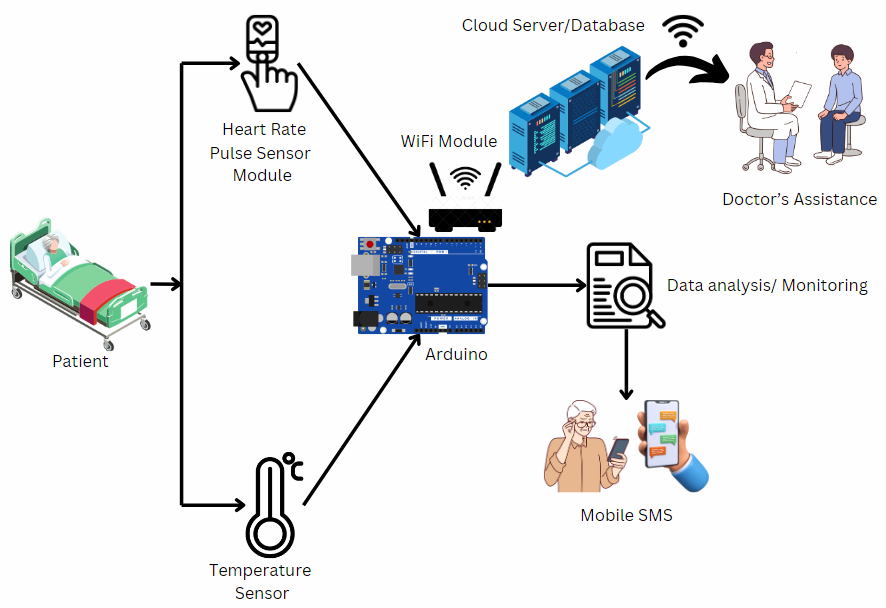 Cloud Server/Database
Heart Rate
Pulse Sensor
Module
WiFi Module
Doctor's Assistance
Data analysis/ Monitoring
Patient
Arduino
Mobile SMS
°C
Temperature
Sensor